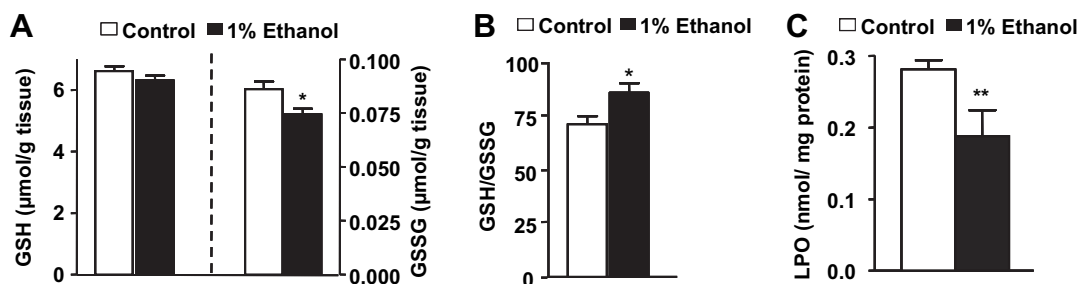 A
Control 1% Ethanol
GSH (µmol/g tissue)
6
4
2
0
*
0.100
0.075
0.050
0.025
0.000
GSSG (µmol/g tissue)
B
Control 1% Ethanol
GSH/GSSG
100
75
50
25
0
*
C
Control 1% Ethanol
LPO (nmol/ mg protein)
0.3
0.2
0.1
0.0
**